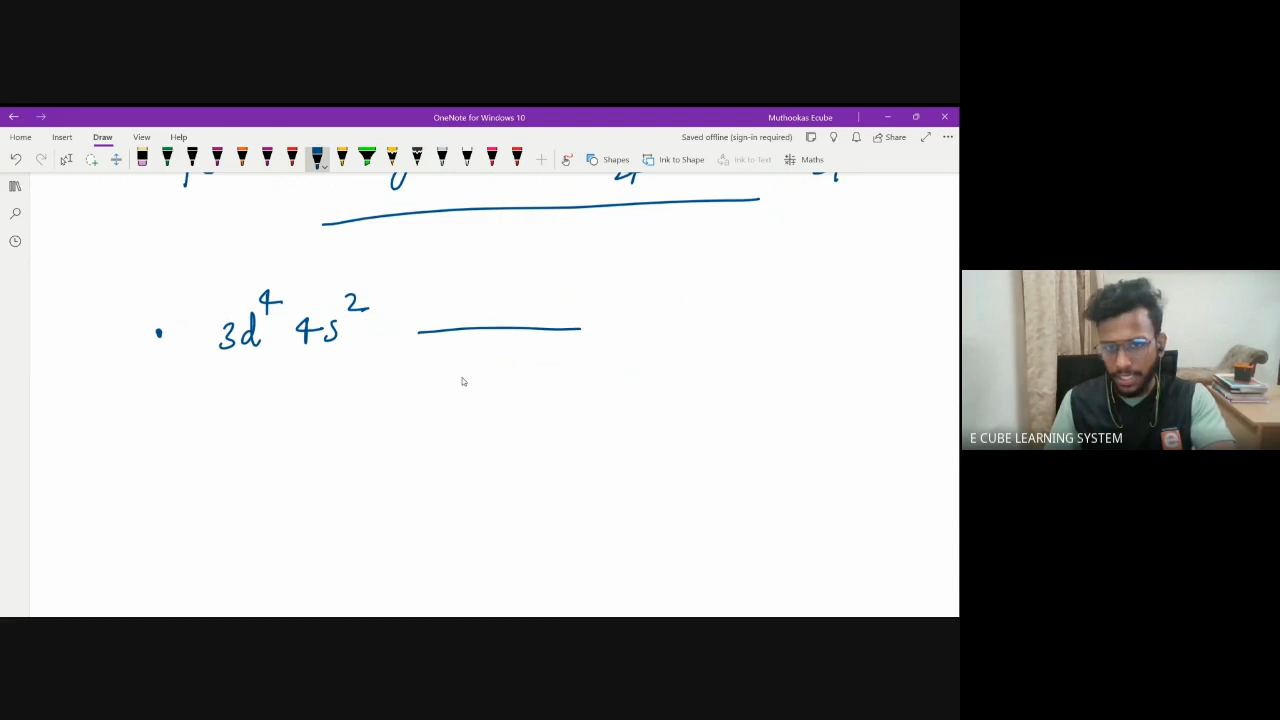 OneNote for Windows 10
Muthookas Ecube
Home Insert Draw View Help
Saved offline (sign-in required)
Share
Shapes
Ink to Shape
Ink to Text
Maths
• 3d⁴ 4s²
e
E CUBE LEARNING SYSTEM